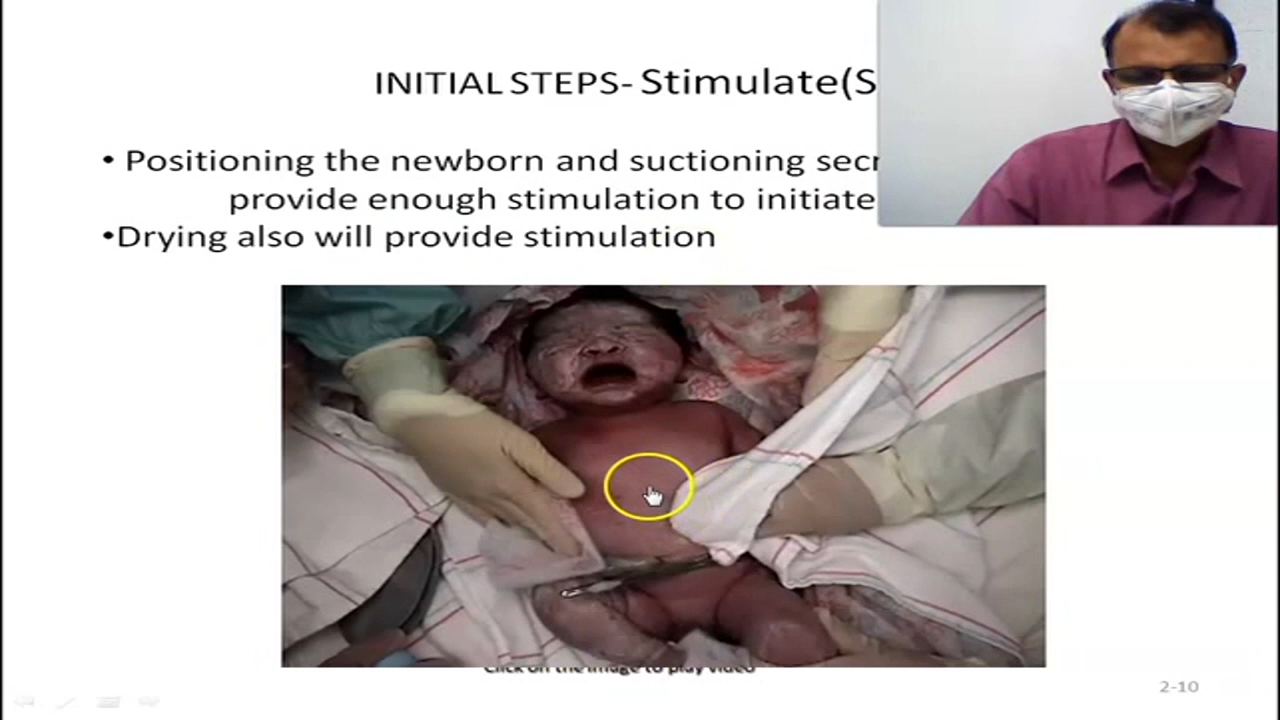 INITIAL STEPS- Stimulate(S
• Positioning the newborn and suctioning secr
provide enough stimulation to initiate
•Drying also will provide stimulation
Click on the image to play video
2-10